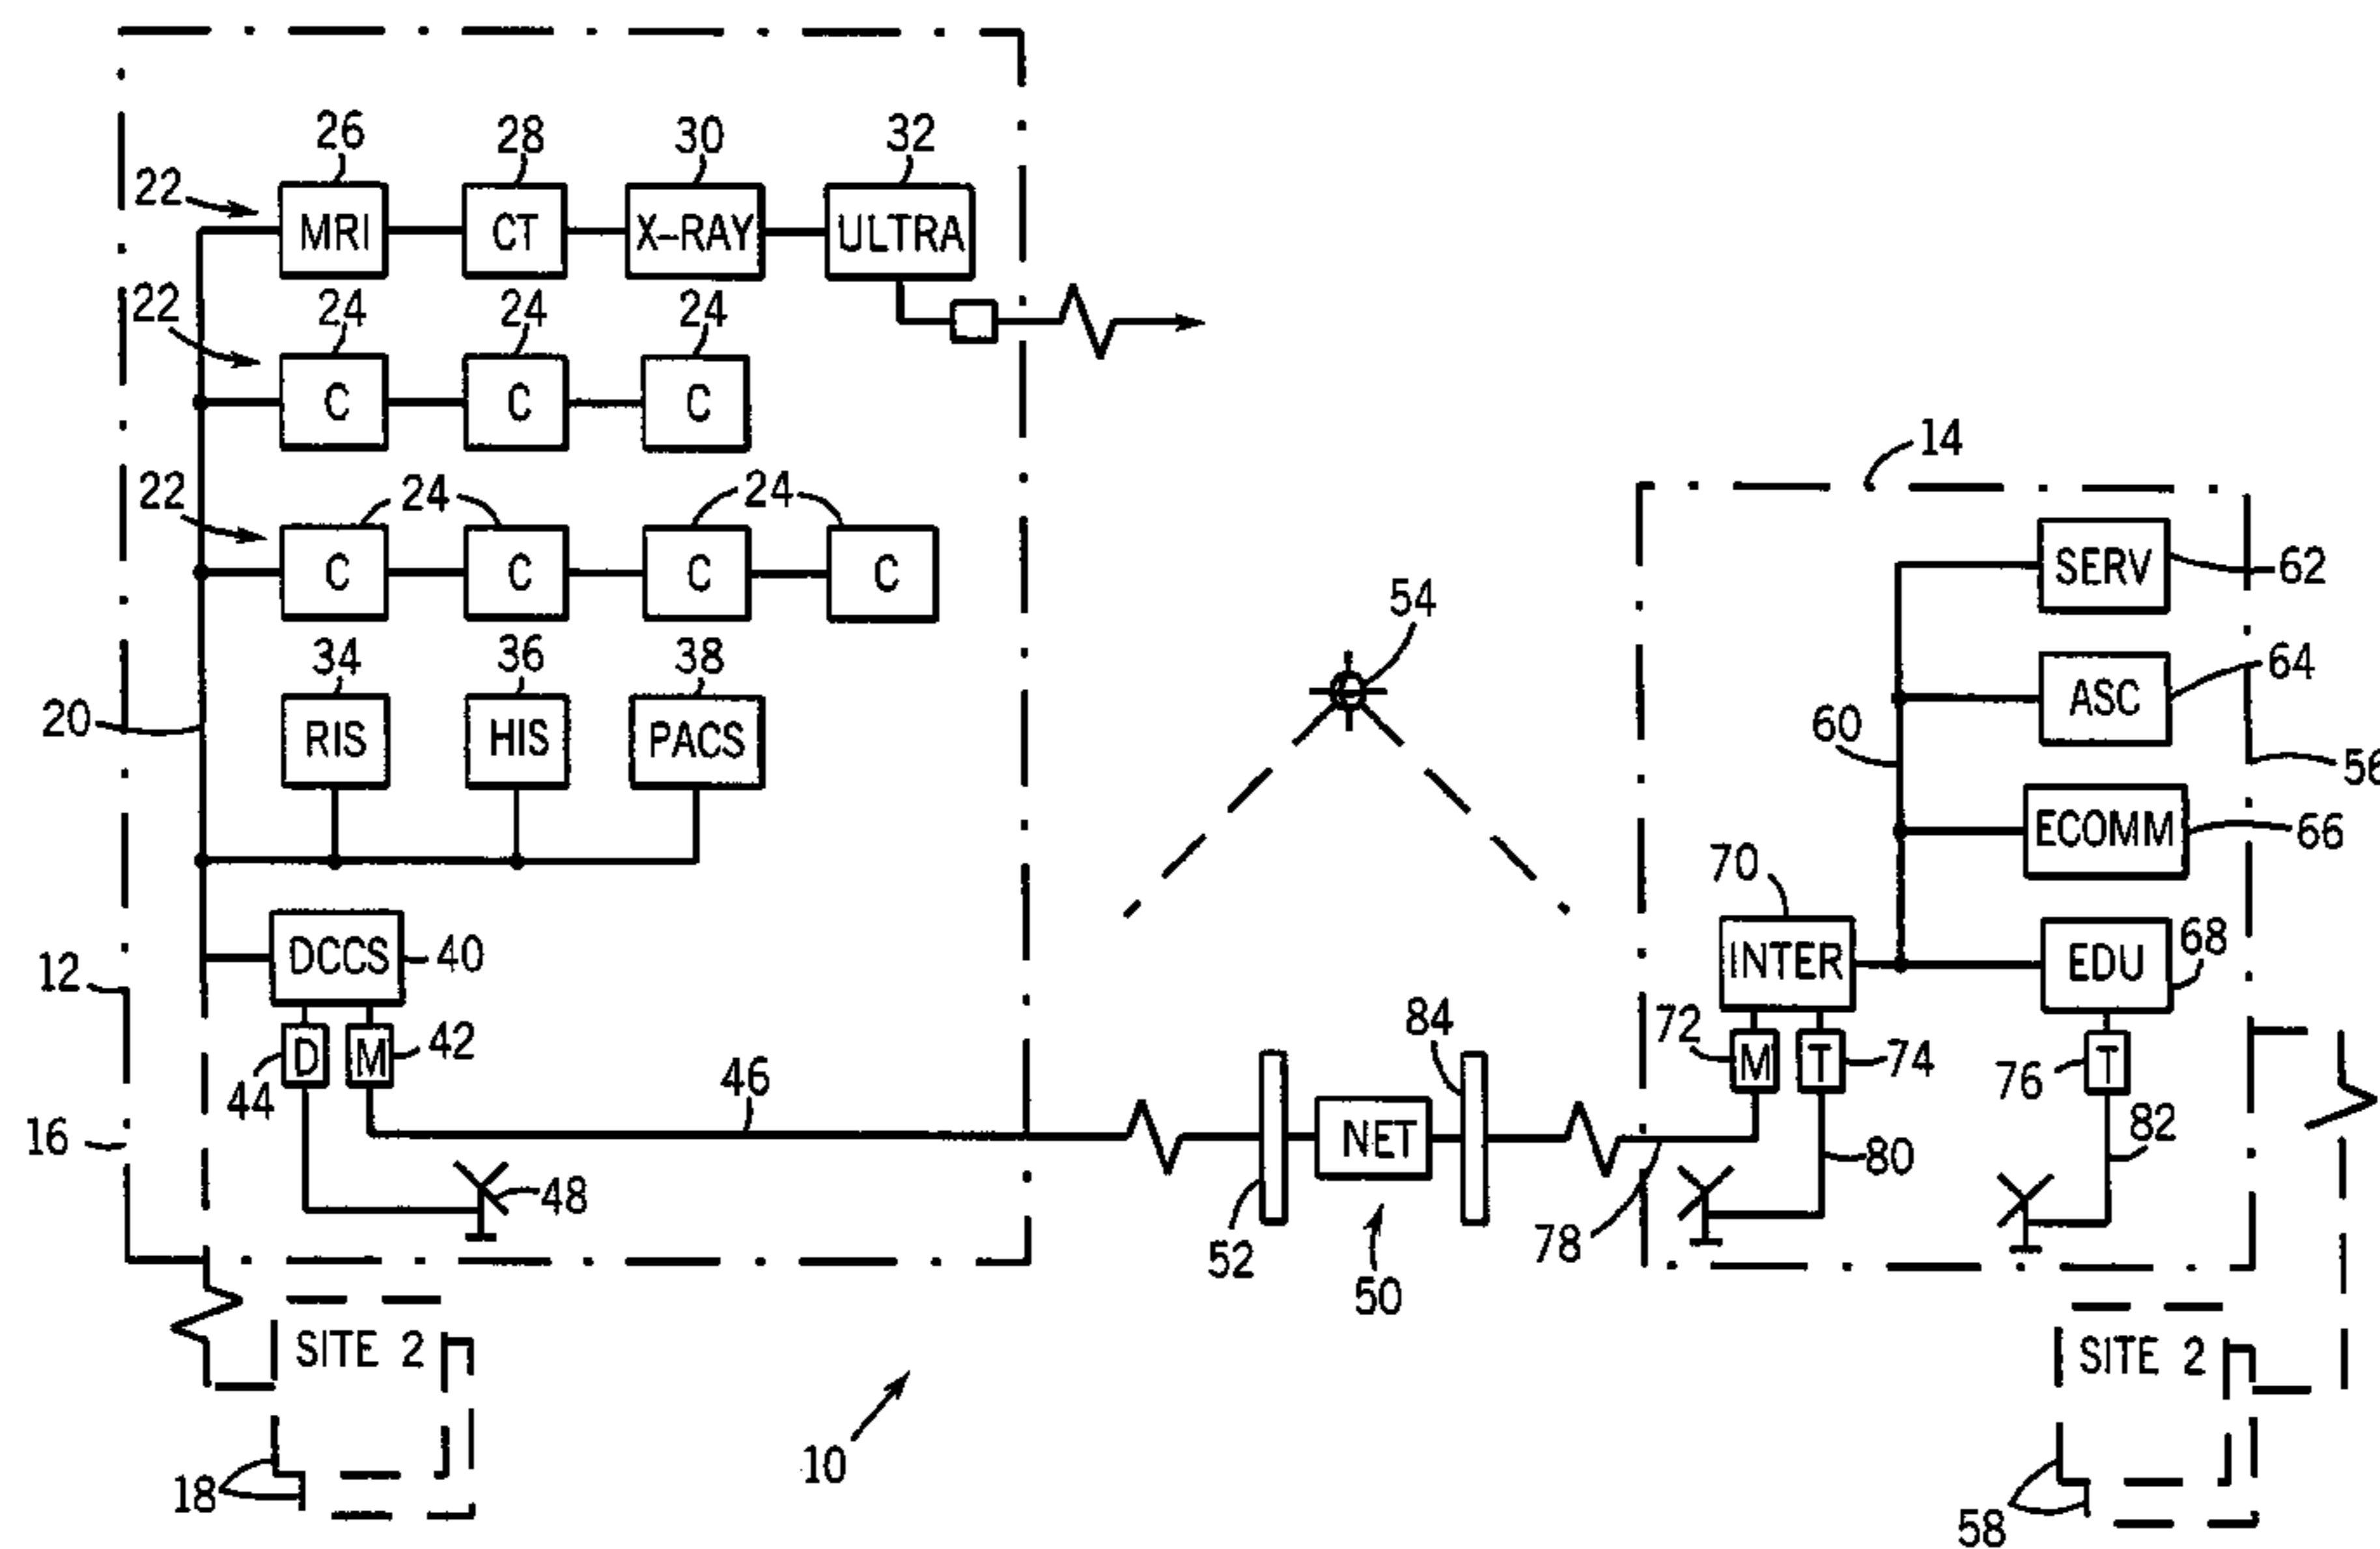 26 28 30 32
22 MRI CT X-RAY ULTRA
22 24 24 24
C C C
14
22 24 24
C C C C
SERV 62
54
34 36 38
ASC 64
20 RIS HIS PACS
60
56
ECOMM 66
70
12 DCCS 40
INTER EDU 68
84
44 D M 42
46
72 M T 74
76 T
16
NET
80 82
48
52 50 78
SITE 2
SITE 2
10
18
58